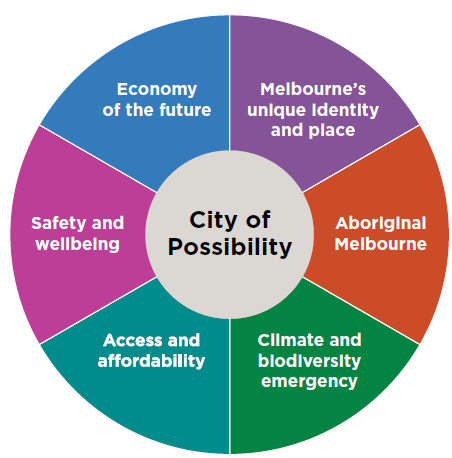 Economy
of the future
Melbourne's
unique identity
and place
Safety and
wellbeing
City of
Possibility
Aboriginal
Melbourne
Access and
affordability
Climate and
biodiversity
emergency